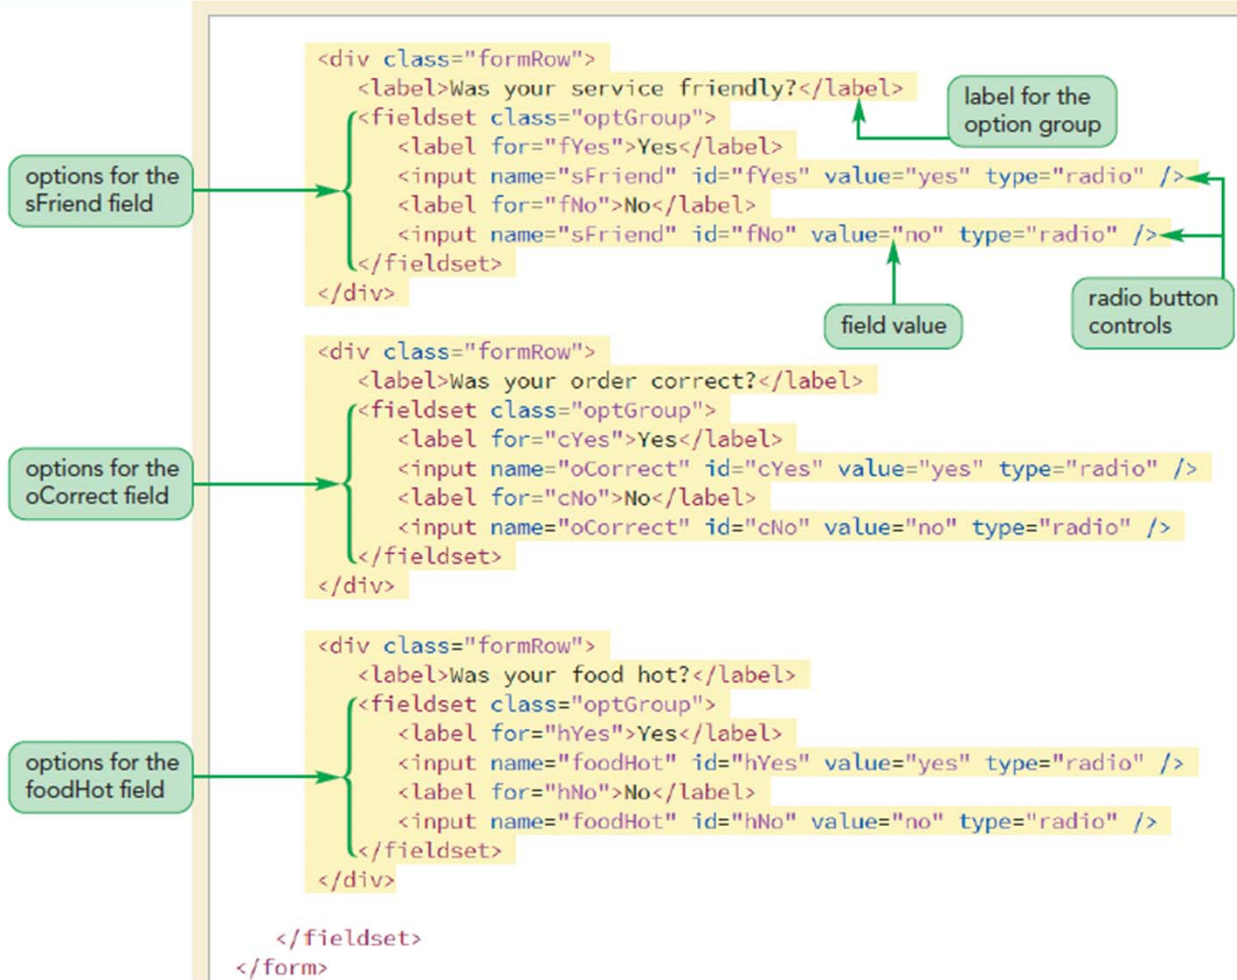 <div class="formRow">
<label>Was your service friendly?</label>
label for the
option group
<fieldset class="optGroup">
<label for="fYes">Yes</label>
options for the
sFriend field
<input name="sFriend" id="fYes" value="yes" type="radio" />
<label for="fNo">No</label>
<input name="sFriend" id="fNo" value="no" type="radio" />
</fieldset>
</div>
field value
radio button
controls
<div class="formRow">
<label>Was your order correct?</label>
<fieldset class="optGroup">
<label for="cYes">Yes</label>
options for the
oCorrect field
<input name="oCorrect" id="cYes" value="yes" type="radio" />
<label for="cNo">No</label>
<input name="oCorrect" id="cNo" value="no" type="radio" />
</fieldset>
</div>
<div class="formRow">
<label>Was your food hot?</label>
<fieldset class="optGroup">
<label for="hYes">Yes</label>
options for the
foodHot field
<input name="foodHot" id="hYes" value="yes" type="radio" />
<label for="hNo">No</label>
<input name="foodHot" id="hNo" value="no" type="radio" />
</fieldset>
</div>
</fieldset>
</form>